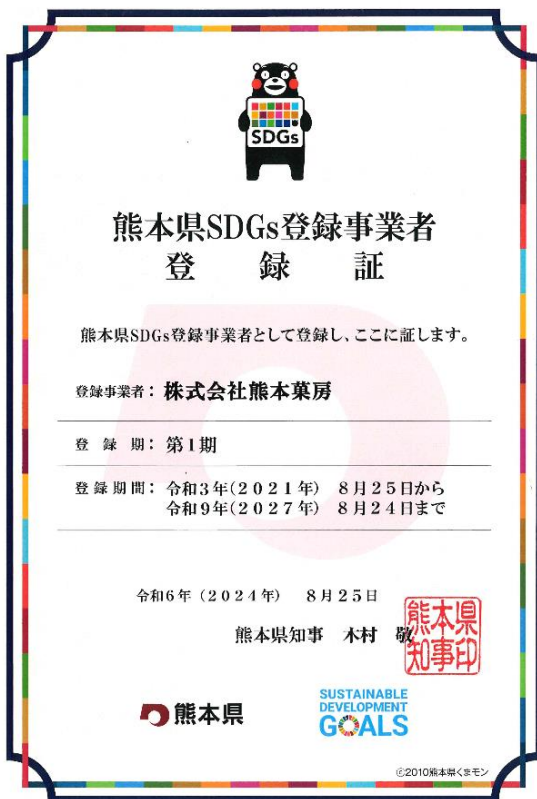 SDGs
熊本県SDGs登録事業者
登録証
熊本県SDGs登録事業者として登録し、ここに証します。
登録事業者： 株式会社熊本菓房
登録期： 第1期
登録期間： 令和3年（2021年） 8月25日から
令和9年（2027年） 8月24日まで
令和6年（2024年） 8月25日
熊本県知事 木村 敬
熊本県
知事印
熊本県
SUSTAINABLE
DEVELOPMENT
GOALS
©2010熊本県くまモン